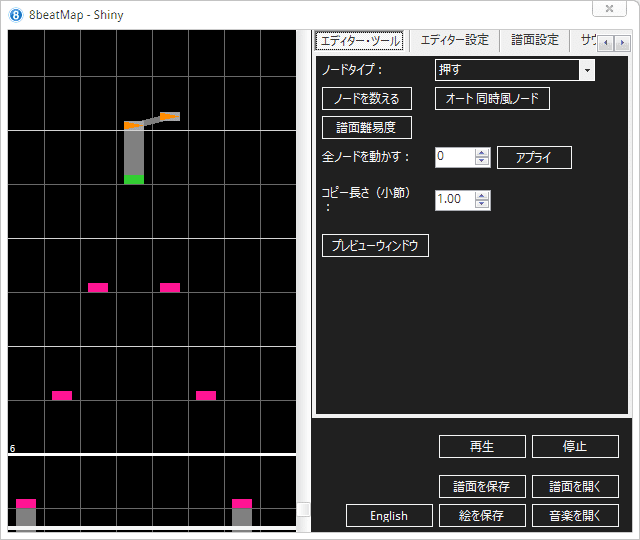 8beatMap - Shiny
エディター・ツール エディター設定 譜面設定
ノードタイプ： 押す
ノードを数える オート 同時風ノード
譜面難易度
全ノードを動かす： 0 アプライ
コピー長さ（小節）
： 1.00
プレビューウィンドウ
6
再生 停止
譜面を保存 譜面を開く
English 絵を保存 音楽を開く